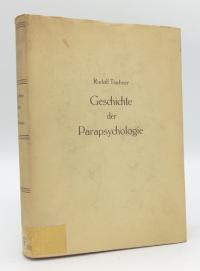 Rudolf Tischner
Geschichte
der
Parapsychologie